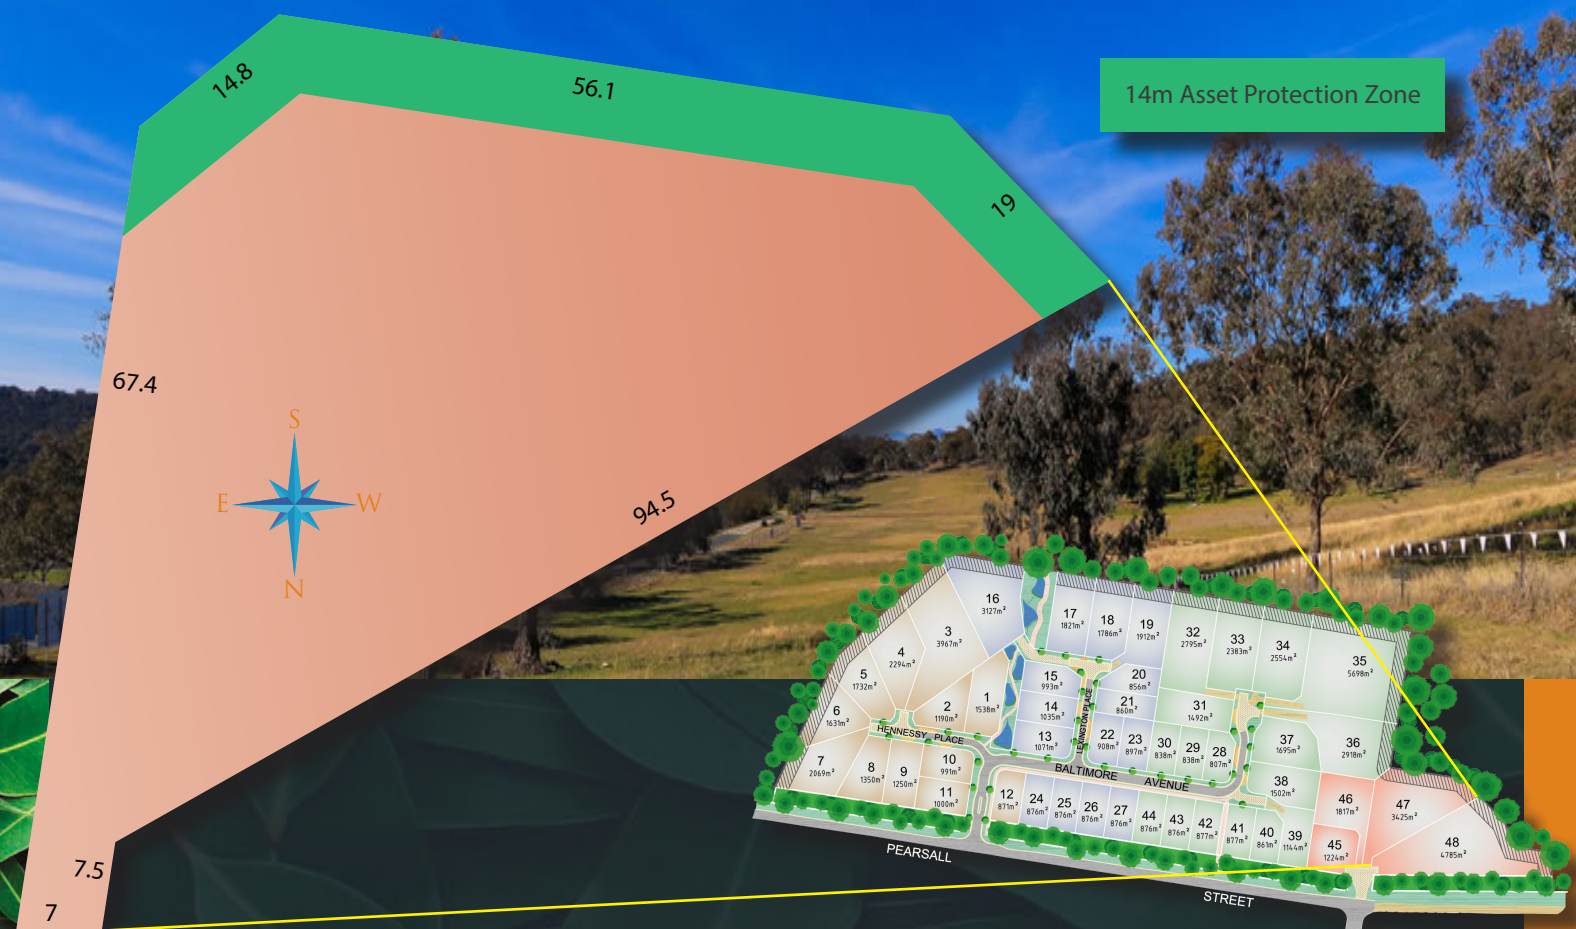 14.8
56.1
14m Asset Protection Zone
19
67.4
S
E
W
N
94.5
7.5
7
16
3127m²
3
3967m²
4
2294m²
5
1732m²
6
1631m²
7
2069m²
8
1350m²
9
1250m²
10
991m²
11
1000m²
2
1190m²
1
1538m²
17
1821m²
18
1786m²
19
1912m²
15
993m²
14
1035m²
13
1071m²
20
856m²
21
860m²
22
908m²
23
897m²
32
2795m²
33
2383m²
34
2554m²
35
5698m²
31
1492m²
30
838m²
29
838m²
28
807m²
37
1695m²
36
2918m²
38
1502m²
46
1817m²
47
3425m²
48
4785m²
45
1224m²
12
871m²
24
876m²
25
876m²
26
876m²
27
876m²
44
876m²
43
876m²
42
877m²
41
877m²
40
861m²
39
1144m²
HENNESSY PLACE
LEXINGTON PLACE
BALTIMORE AVENUE
PEARSALL STREET